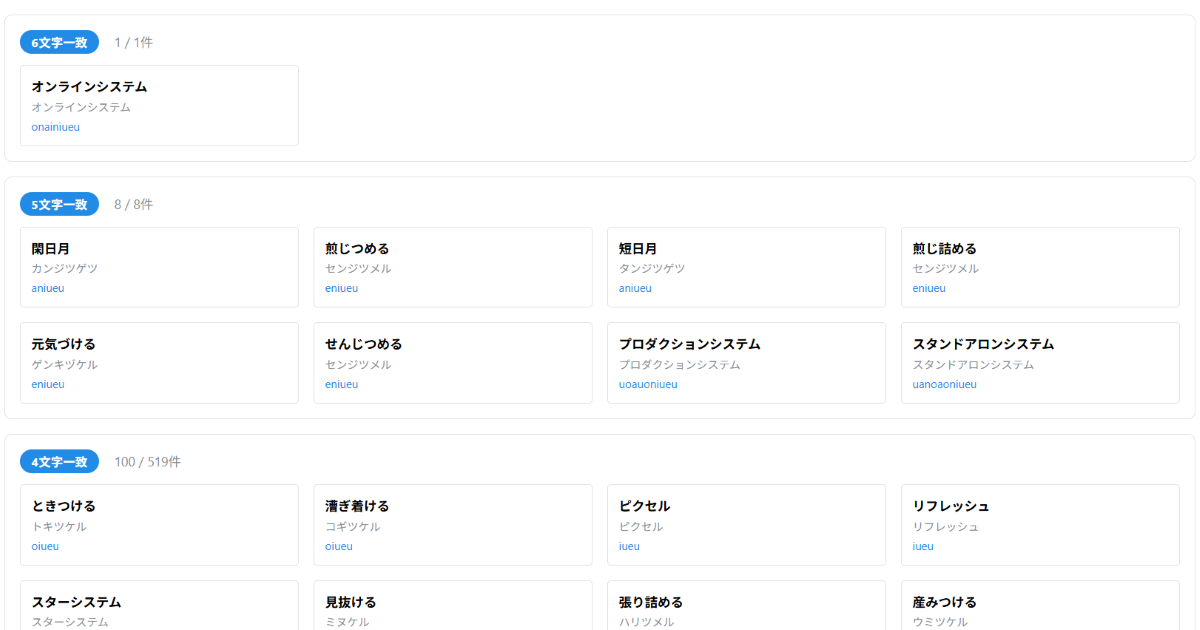 6文字一致 1 / 1件
オンラインシステム
オンラインシステム
onainiueu
5文字一致 8 / 8件
閑日月
カンジツゲツ
aniueu
煎じつめる
センジツメル
eniueu
短日月
タンジツゲツ
aniueu
煎じ詰める
センジツメル
eniueu
元気づける
ゲンキヅケル
eniueu
せんじつめる
センジツメル
eniueu
プロダクションシステム
プロダクションシステム
uoauoniueu
スタンドアロンシステム
スタンドアロンシステム
uanoaoniueu
4文字一致 100 / 519件
ときつける
トキツケル
oiueu
漕ぎ着ける
コギツケル
oiueu
ピクセル
ピクセル
iueu
リフレッシュ
リフレッシュ
iueu
スターシステム
スターシステム
見抜ける
ミヌケル
張り詰める
ハリツメル
産みつける
ウミツケル